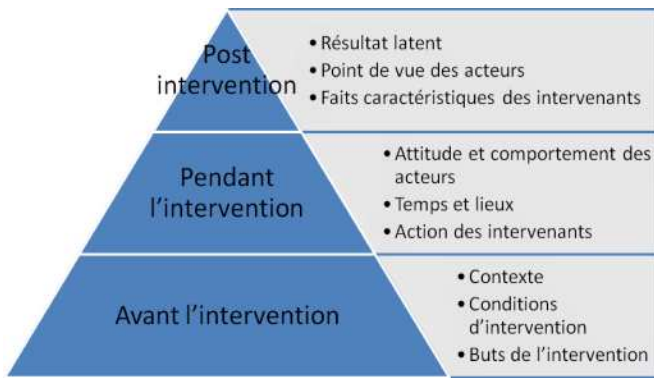 Post
intervention
• Résultat latent
• Point de vue des acteurs
• Faits caractéristiques des intervenants
Pendant
l’intervention
• Attitude et comportement des
acteurs
• Temps et lieux
• Action des intervenants
Avant l’intervention
• Contexte
• Conditions
d’intervention
• Buts de l’intervention